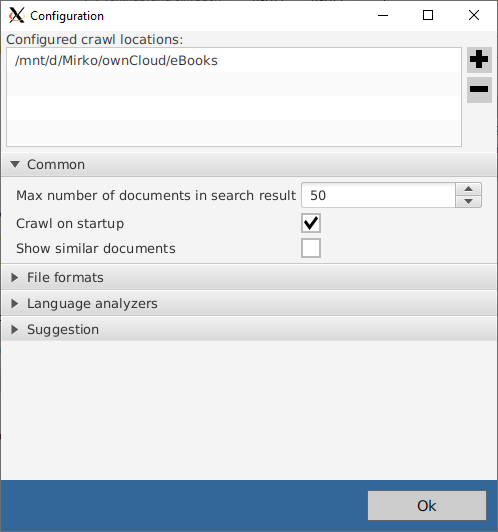 Configuration
Configured crawl locations:
/mnt/d/Mirko/ownCloud/eBooks
Common
Max number of documents in search result 50
Crawl on startup
Show similar documents
File formats
Language analyzers
Suggestion
Ok